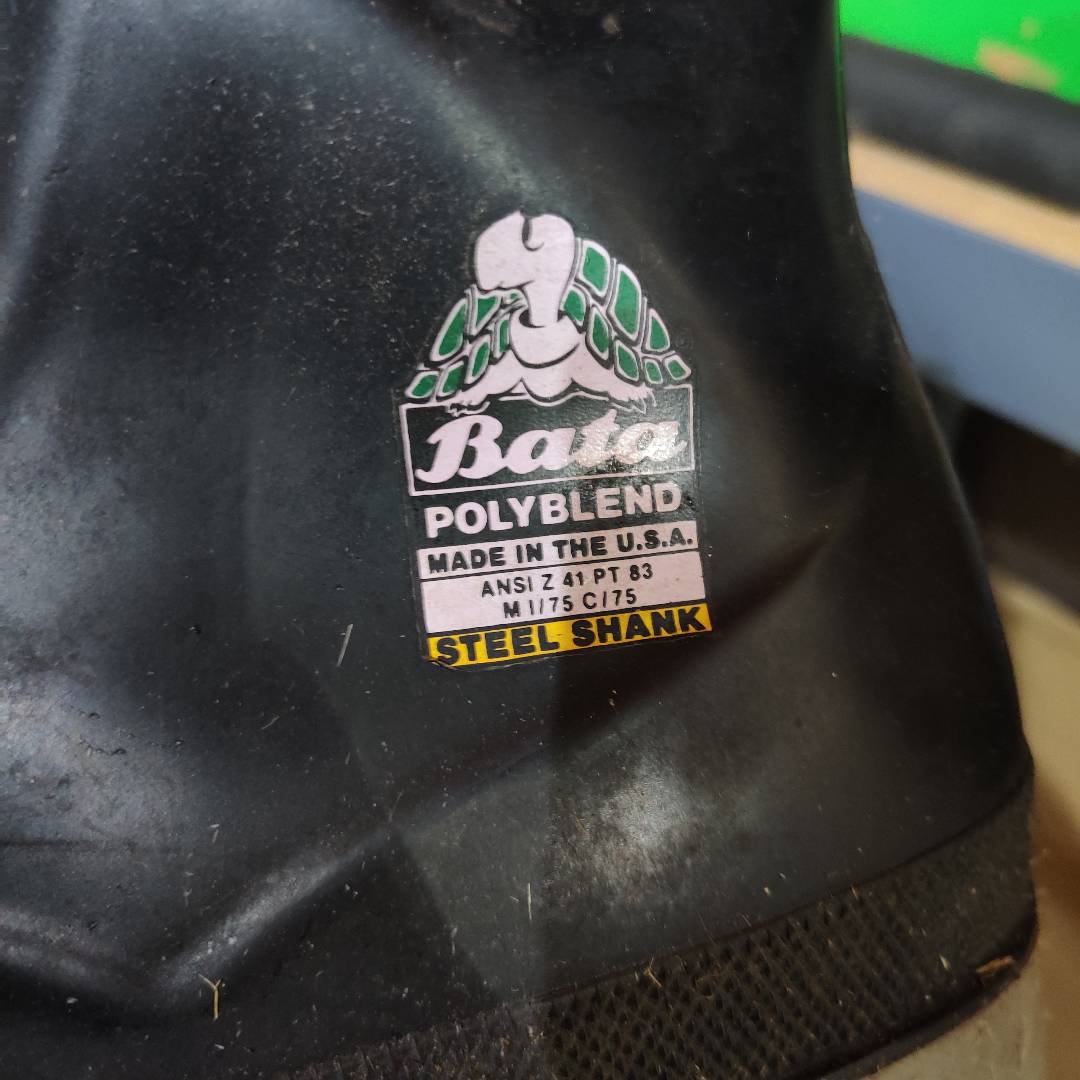 Bata
POLYBLEND
MADE IN THE U.S.A.
ANSI Z 41 PT 83
M I/75 C/75
STEEL SHANK